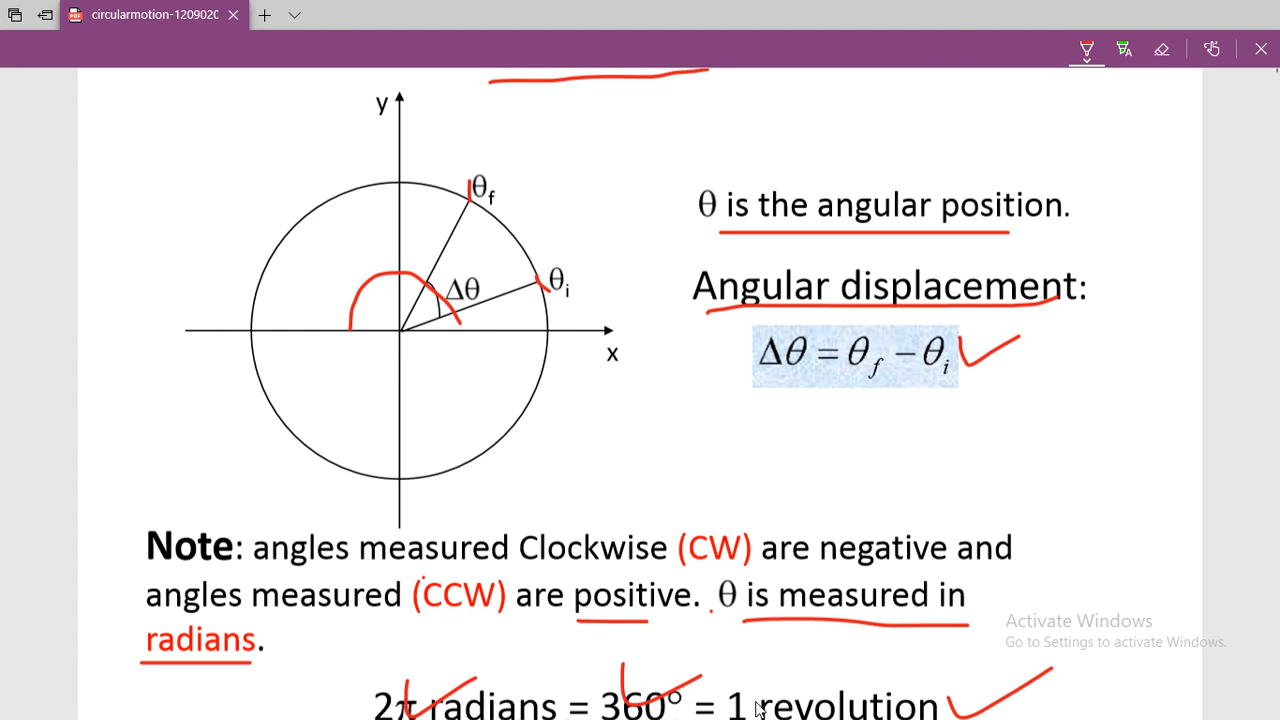 circularmotion-1209020
y
θf
θ is the angular position.
Δθ
θi
Angular displacement:
x
Δθ = θf − θi
Note: angles measured Clockwise (CW) are negative and
angles measured (CCW) are positive. θ is measured in
radians.
Activate Windows
Go to Settings to activate Windows.
2π radians = 360° = 1 revolution